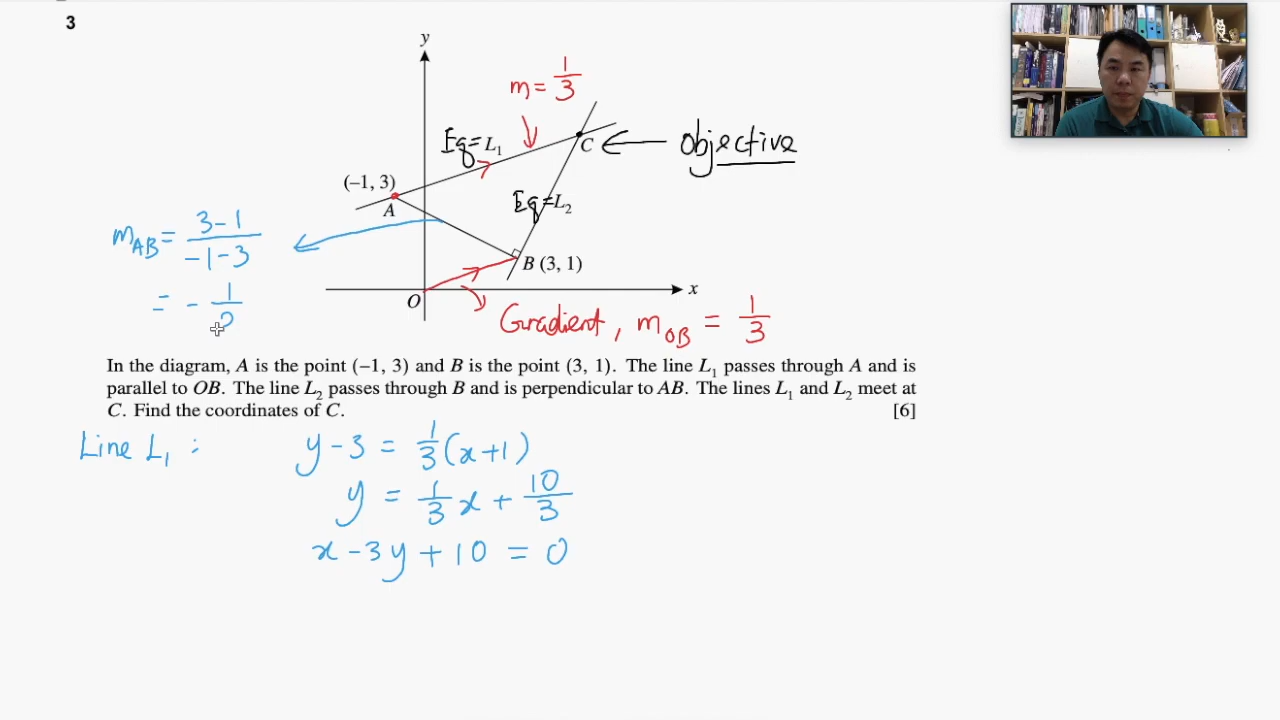 3
y
m = 1/3
Eq = L₁
C ← Objective
(−1, 3)
A
Eq = L₂
m_AB = (3 − 1)/(−1 − 3)
= − 1/2
B (3, 1)
O
x
Gradient, m_OB = 1/3
In the diagram, A is the point (−1, 3) and B is the point (3, 1). The line L₁ passes through A and is
parallel to OB. The line L₂ passes through B and is perpendicular to AB. The lines L₁ and L₂ meet at
C. Find the coordinates of C. [6]
Line L₁ : y − 3 = 1/3 (x + 1)
y = 1/3 x + 10/3
x − 3y + 10 = 0